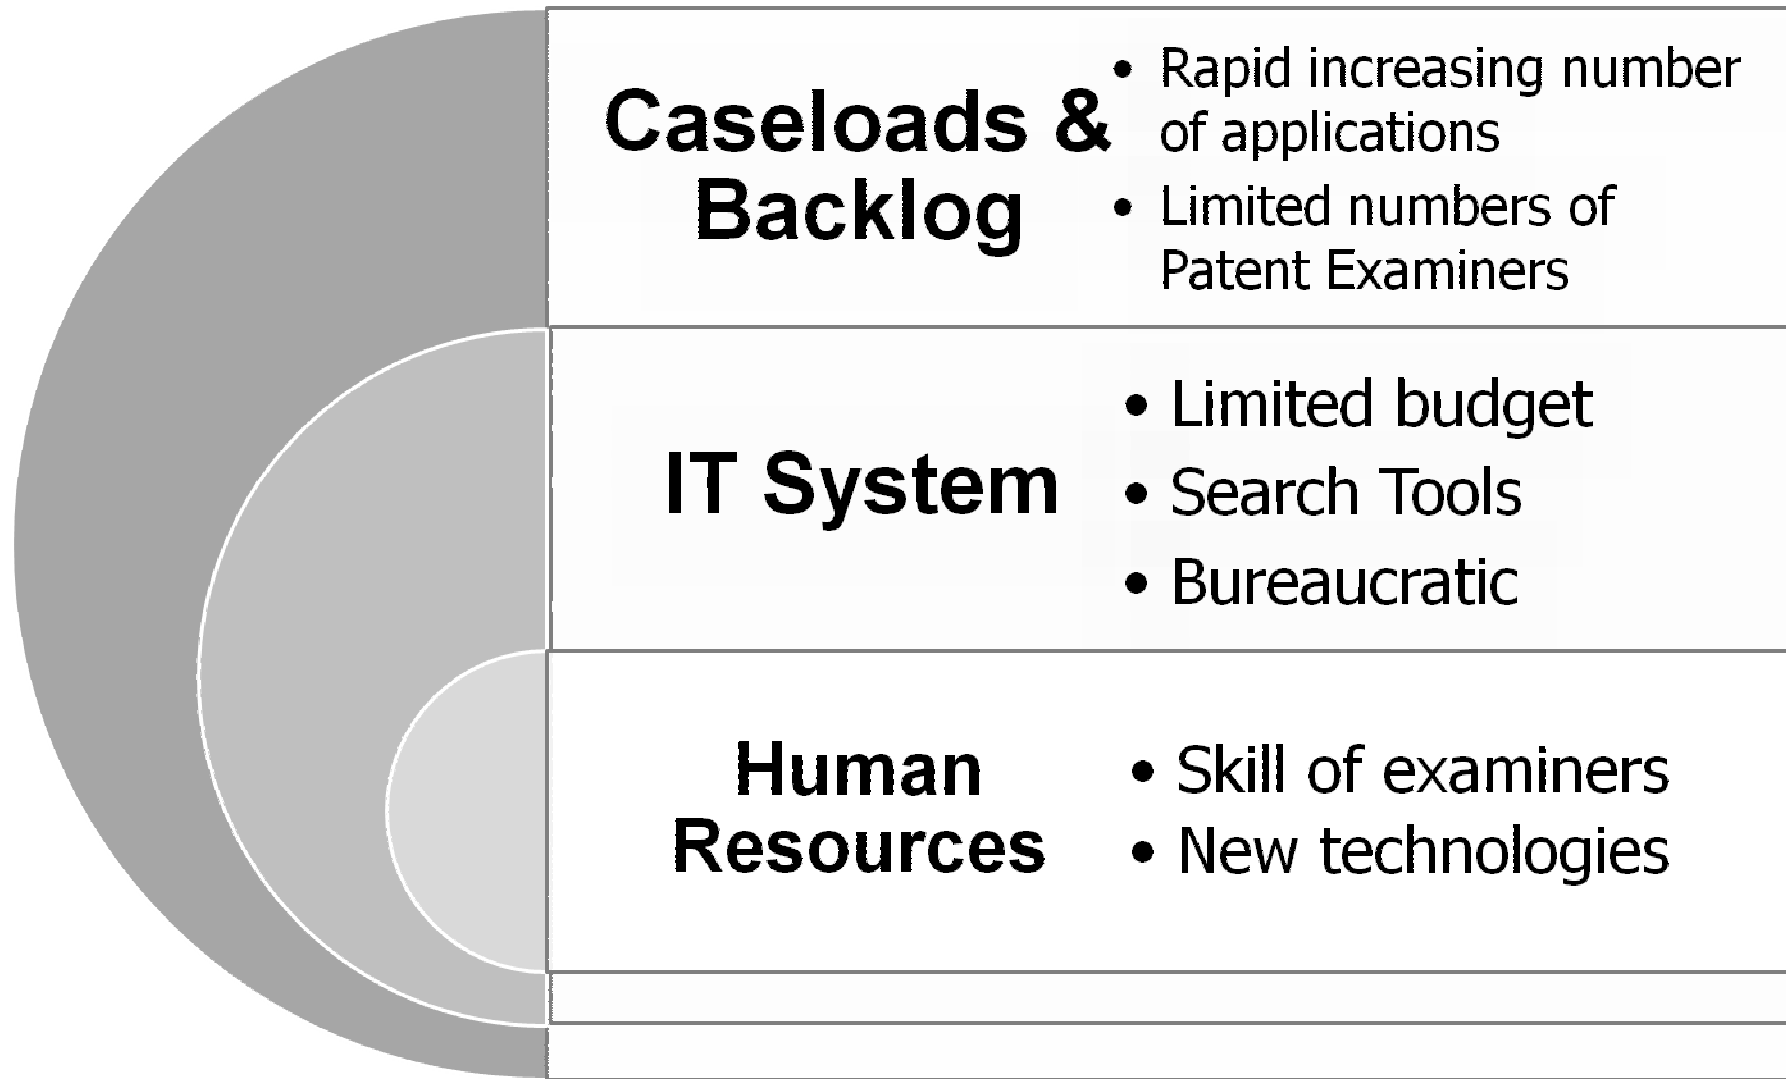 Caseloads &
Backlog
• Rapid increasing number
of applications
• Limited numbers of
Patent Examiners
IT System
• Limited budget
• Search Tools
• Bureaucratic
Human
Resources
• Skill of examiners
• New technologies